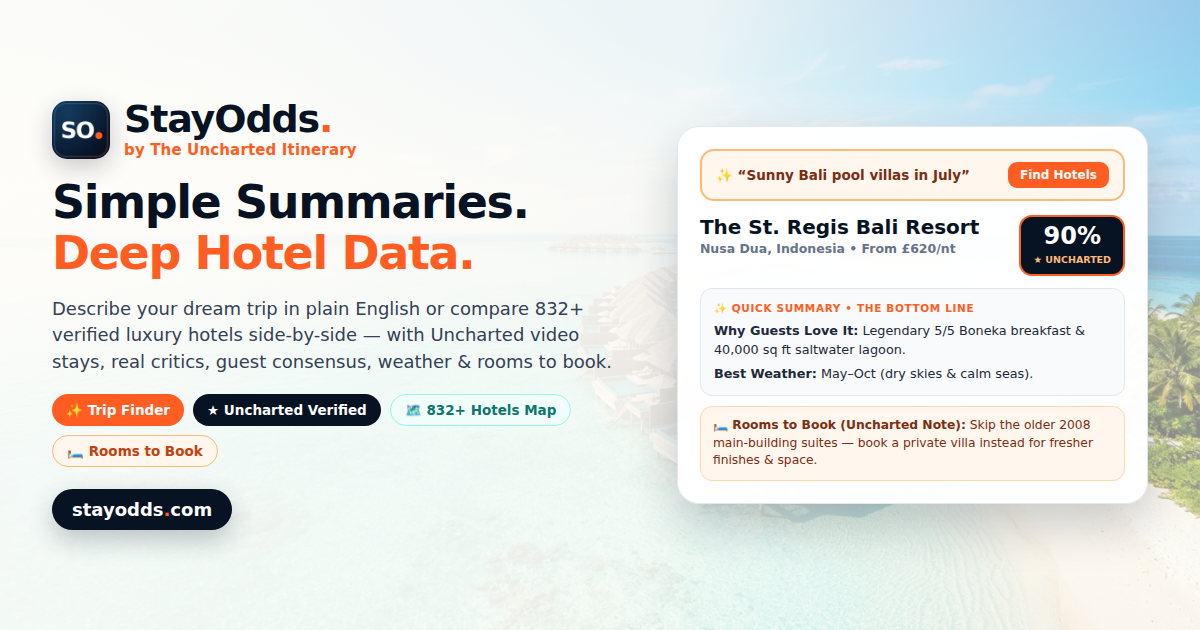 SO.
StayOdds.
by The Uncharted Itinerary
Simple Summaries.
Deep Hotel Data.
Describe your dream trip in plain English or compare 832+
verified luxury hotels side-by-side — with Uncharted video
stays, real critics, guest consensus, weather & rooms to book.
✨ Trip Finder
★ Uncharted Verified
🗺️ 832+ Hotels Map
🛏️ Rooms to Book
stayodds.com
✨ “Sunny Bali pool villas in July”
Find Hotels
The St. Regis Bali Resort
Nusa Dua, Indonesia • From £620/nt
90%
★ UNCHARTED
✨ QUICK SUMMARY • THE BOTTOM LINE
Why Guests Love It: Legendary 5/5 Boneka breakfast &
40,000 sq ft saltwater lagoon.
Best Weather: May–Oct (dry skies & calm seas).
🛏️ Rooms to Book (Uncharted Note): Skip the older 2008
main-building suites — book a private villa instead for fresher
finishes & space.